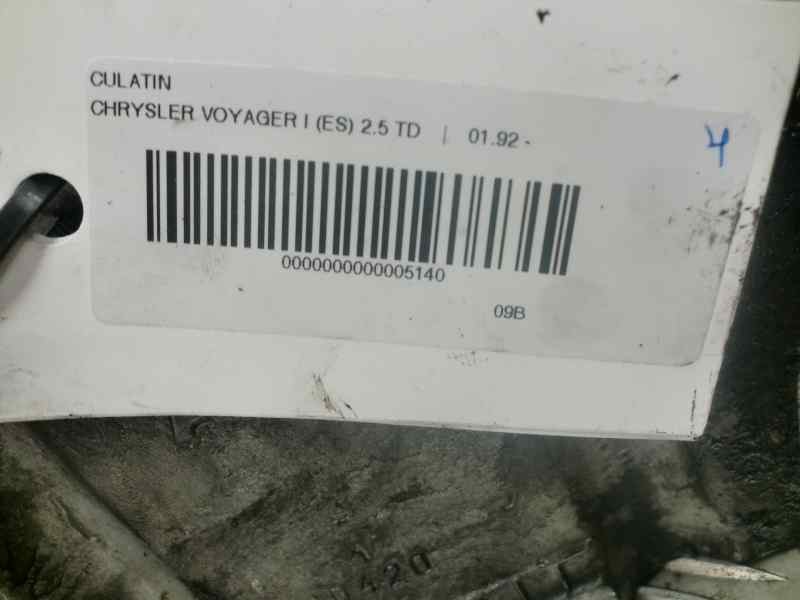 CULATIN
CHRYSLER VOYAGER I (ES) 2.5 TD | 01.92 -
4
0000000000005140
09B